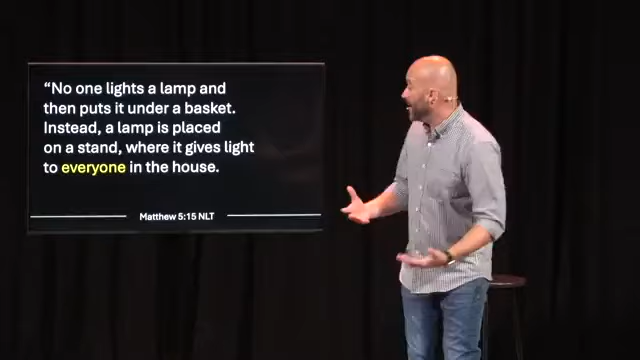 “No one lights a lamp and
then puts it under a basket.
Instead, a lamp is placed
on a stand, where it gives light
to everyone in the house.
Matthew 5:15 NLT